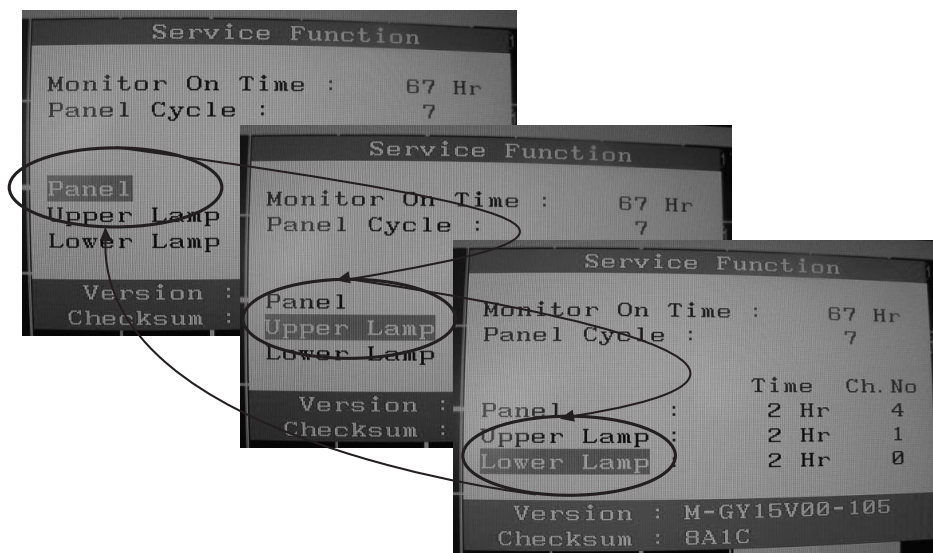 Service Function
Monitor On Time : 67 Hr
Panel Cycle : 7
Panel
Upper Lamp
Lower Lamp
Version :
Checksum :
Service Function
Monitor On Time : 67 Hr
Panel Cycle : 7
Panel
Upper Lamp
Lower Lamp
Version :
Checksum :
Service Function
Monitor On Time : 67 Hr
Panel Cycle : 7
Time Ch.No
Panel : 2 Hr 4
Upper Lamp : 2 Hr 1
Lower Lamp : 2 Hr 0
Version : M-GY15V00-105
Checksum : 8A1C